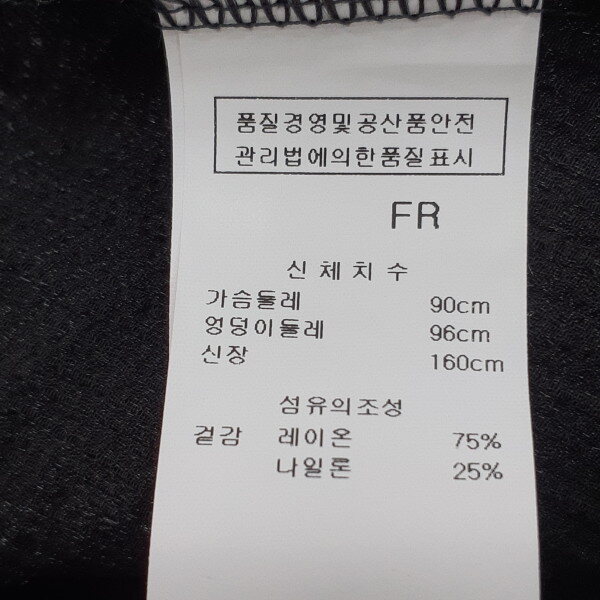 품질경영및공산품안전
관리법에의한품질표시
FR
신체치수
가슴둘레 90cm
엉덩이둘레 96cm
신장 160cm
섬유의조성
겉감 레이온 75%
나일론 25%